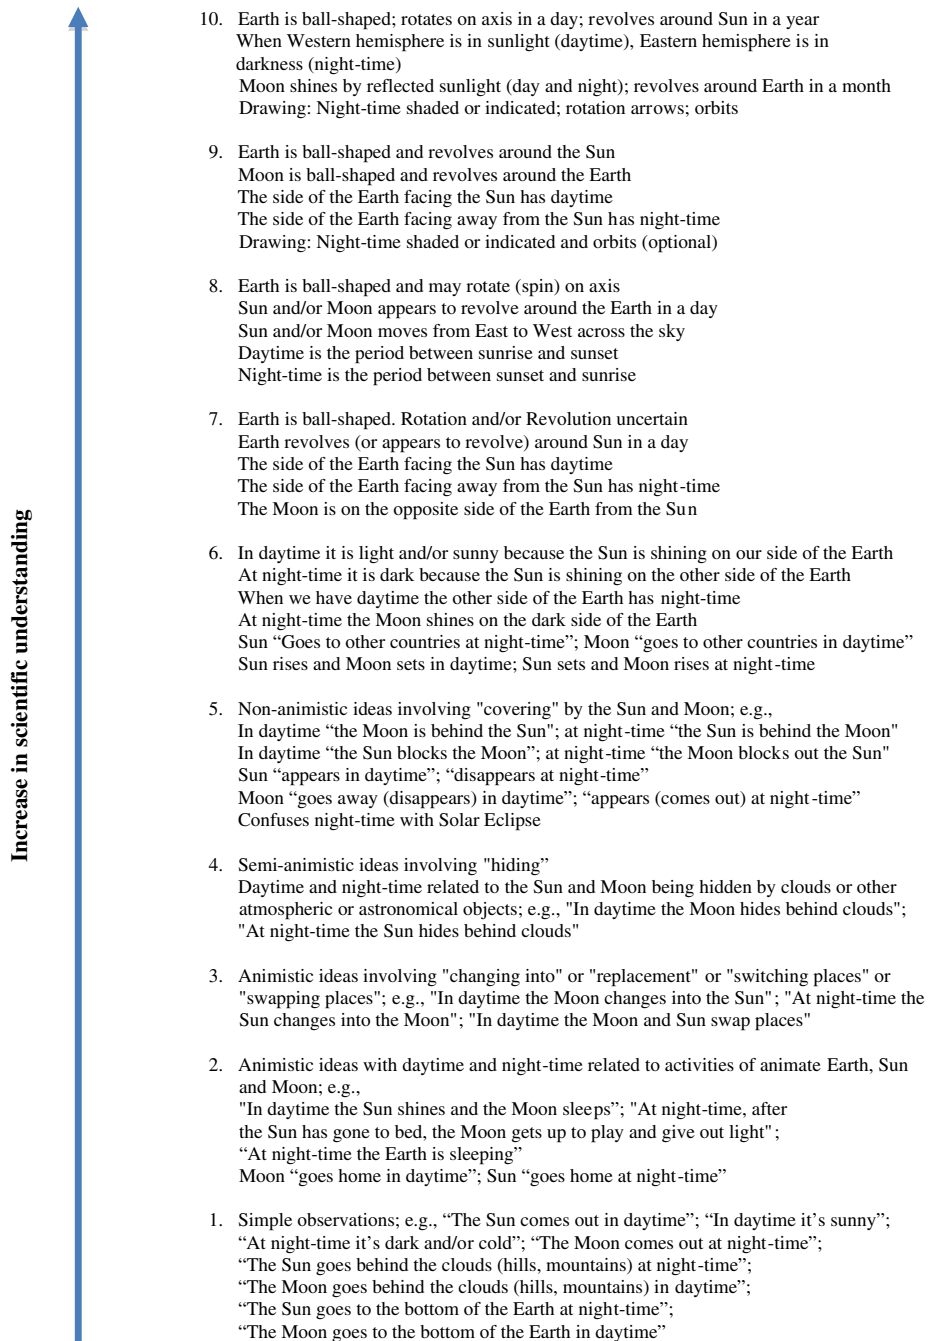 10. Earth is ball-shaped; rotates on axis in a day; revolves around Sun in a year
When Western hemisphere is in sunlight (daytime), Eastern hemisphere is in
darkness (night-time)
Moon shines by reflected sunlight (day and night); revolves around Earth in a month
Drawing: Night-time shaded or indicated; rotation arrows; orbits
9. Earth is ball-shaped and revolves around the Sun
Moon is ball-shaped and revolves around the Earth
The side of the Earth facing the Sun has daytime
The side of the Earth facing away from the Sun has night-time
Drawing: Night-time shaded or indicated and orbits (optional)
8. Earth is ball-shaped and may rotate (spin) on axis
Sun and/or Moon appears to revolve around the Earth in a day
Sun and/or Moon moves from East to West across the sky
Daytime is the period between sunrise and sunset
Night-time is the period between sunset and sunrise
7. Earth is ball-shaped. Rotation and/or Revolution uncertain
Earth revolves (or appears to revolve) around Sun in a day
The side of the Earth facing the Sun has daytime
The side of the Earth facing away from the Sun has night-time
The Moon is on the opposite side of the Earth from the Sun
Increase in scientific understanding
6. In daytime it is light and/or sunny because the Sun is shining on our side of the Earth
At night-time it is dark because the Sun is shining on the other side of the Earth
When we have daytime the other side of the Earth has night-time
At night-time the Moon shines on the dark side of the Earth
Sun “Goes to other countries at night-time”; Moon “goes to other countries in daytime”
Sun rises and Moon sets in daytime; Sun sets and Moon rises at night-time
5. Non-animistic ideas involving "covering" by the Sun and Moon; e.g.,
In daytime “the Moon is behind the Sun"; at night-time “the Sun is behind the Moon"
In daytime “the Sun blocks the Moon”; at night-time “the Moon blocks out the Sun"
Sun “appears in daytime”; “disappears at night-time”
Moon “goes away (disappears) in daytime”; “appears (comes out) at night-time”
Confuses night-time with Solar Eclipse
4. Semi-animistic ideas involving "hiding”
Daytime and night-time related to the Sun and Moon being hidden by clouds or other
atmospheric or astronomical objects; e.g., "In daytime the Moon hides behind clouds";
"At night-time the Sun hides behind clouds"
3. Animistic ideas involving "changing into" or "replacement" or "switching places" or
"swapping places"; e.g., "In daytime the Moon changes into the Sun"; "At night-time the
Sun changes into the Moon"; "In daytime the Moon and Sun swap places"
2. Animistic ideas with daytime and night-time related to activities of animate Earth, Sun
and Moon; e.g.,
"In daytime the Sun shines and the Moon sleeps”; "At night-time, after
the Sun has gone to bed, the Moon gets up to play and give out light";
“At night-time the Earth is sleeping”
Moon “goes home in daytime”; Sun “goes home at night-time”
1. Simple observations; e.g., “The Sun comes out in daytime”; “In daytime it’s sunny”;
“At night-time it’s dark and/or cold”; “The Moon comes out at night-time”;
“The Sun goes behind the clouds (hills, mountains) at night-time”;
“The Moon goes behind the clouds (hills, mountains) in daytime”;
“The Sun goes to the bottom of the Earth at night-time”;
“The Moon goes to the bottom of the Earth in daytime”